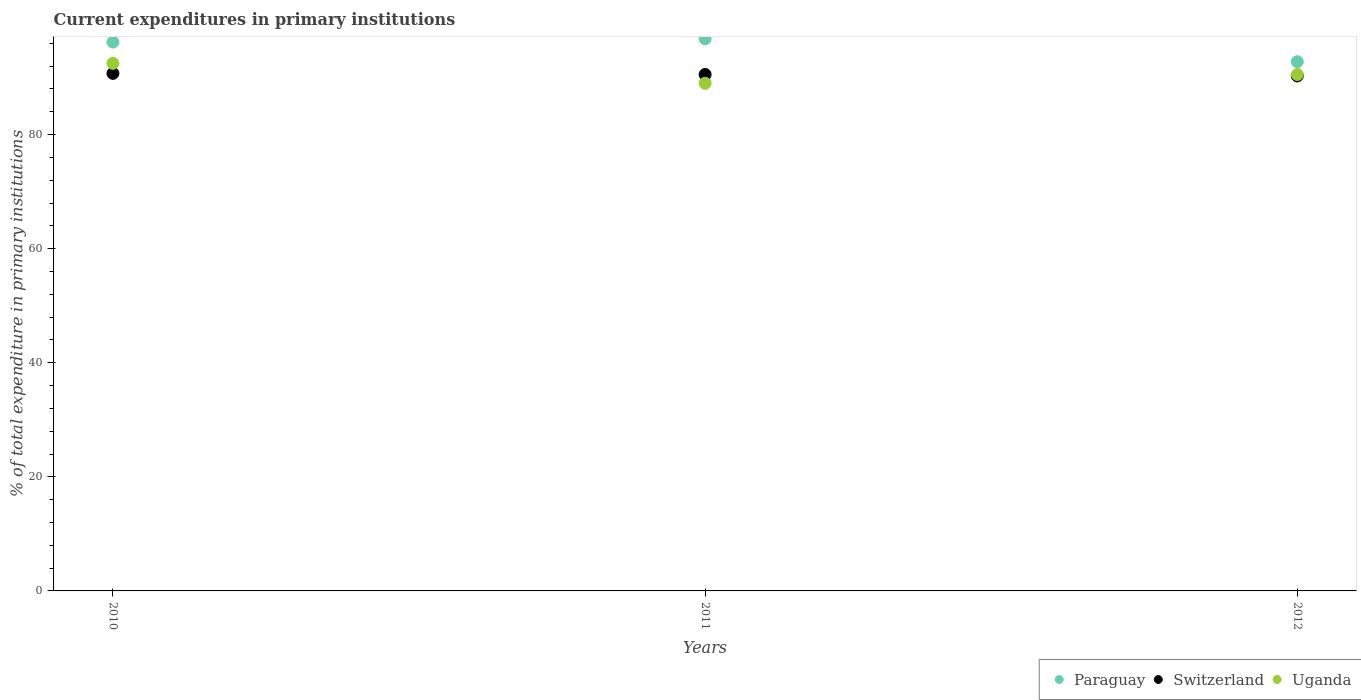 Current expenditures in primary institutions
% of total expenditure in primary institutions
80
60
40
20
0
2010
2011
2012
Years
Paraguay
Switzerland
Uganda